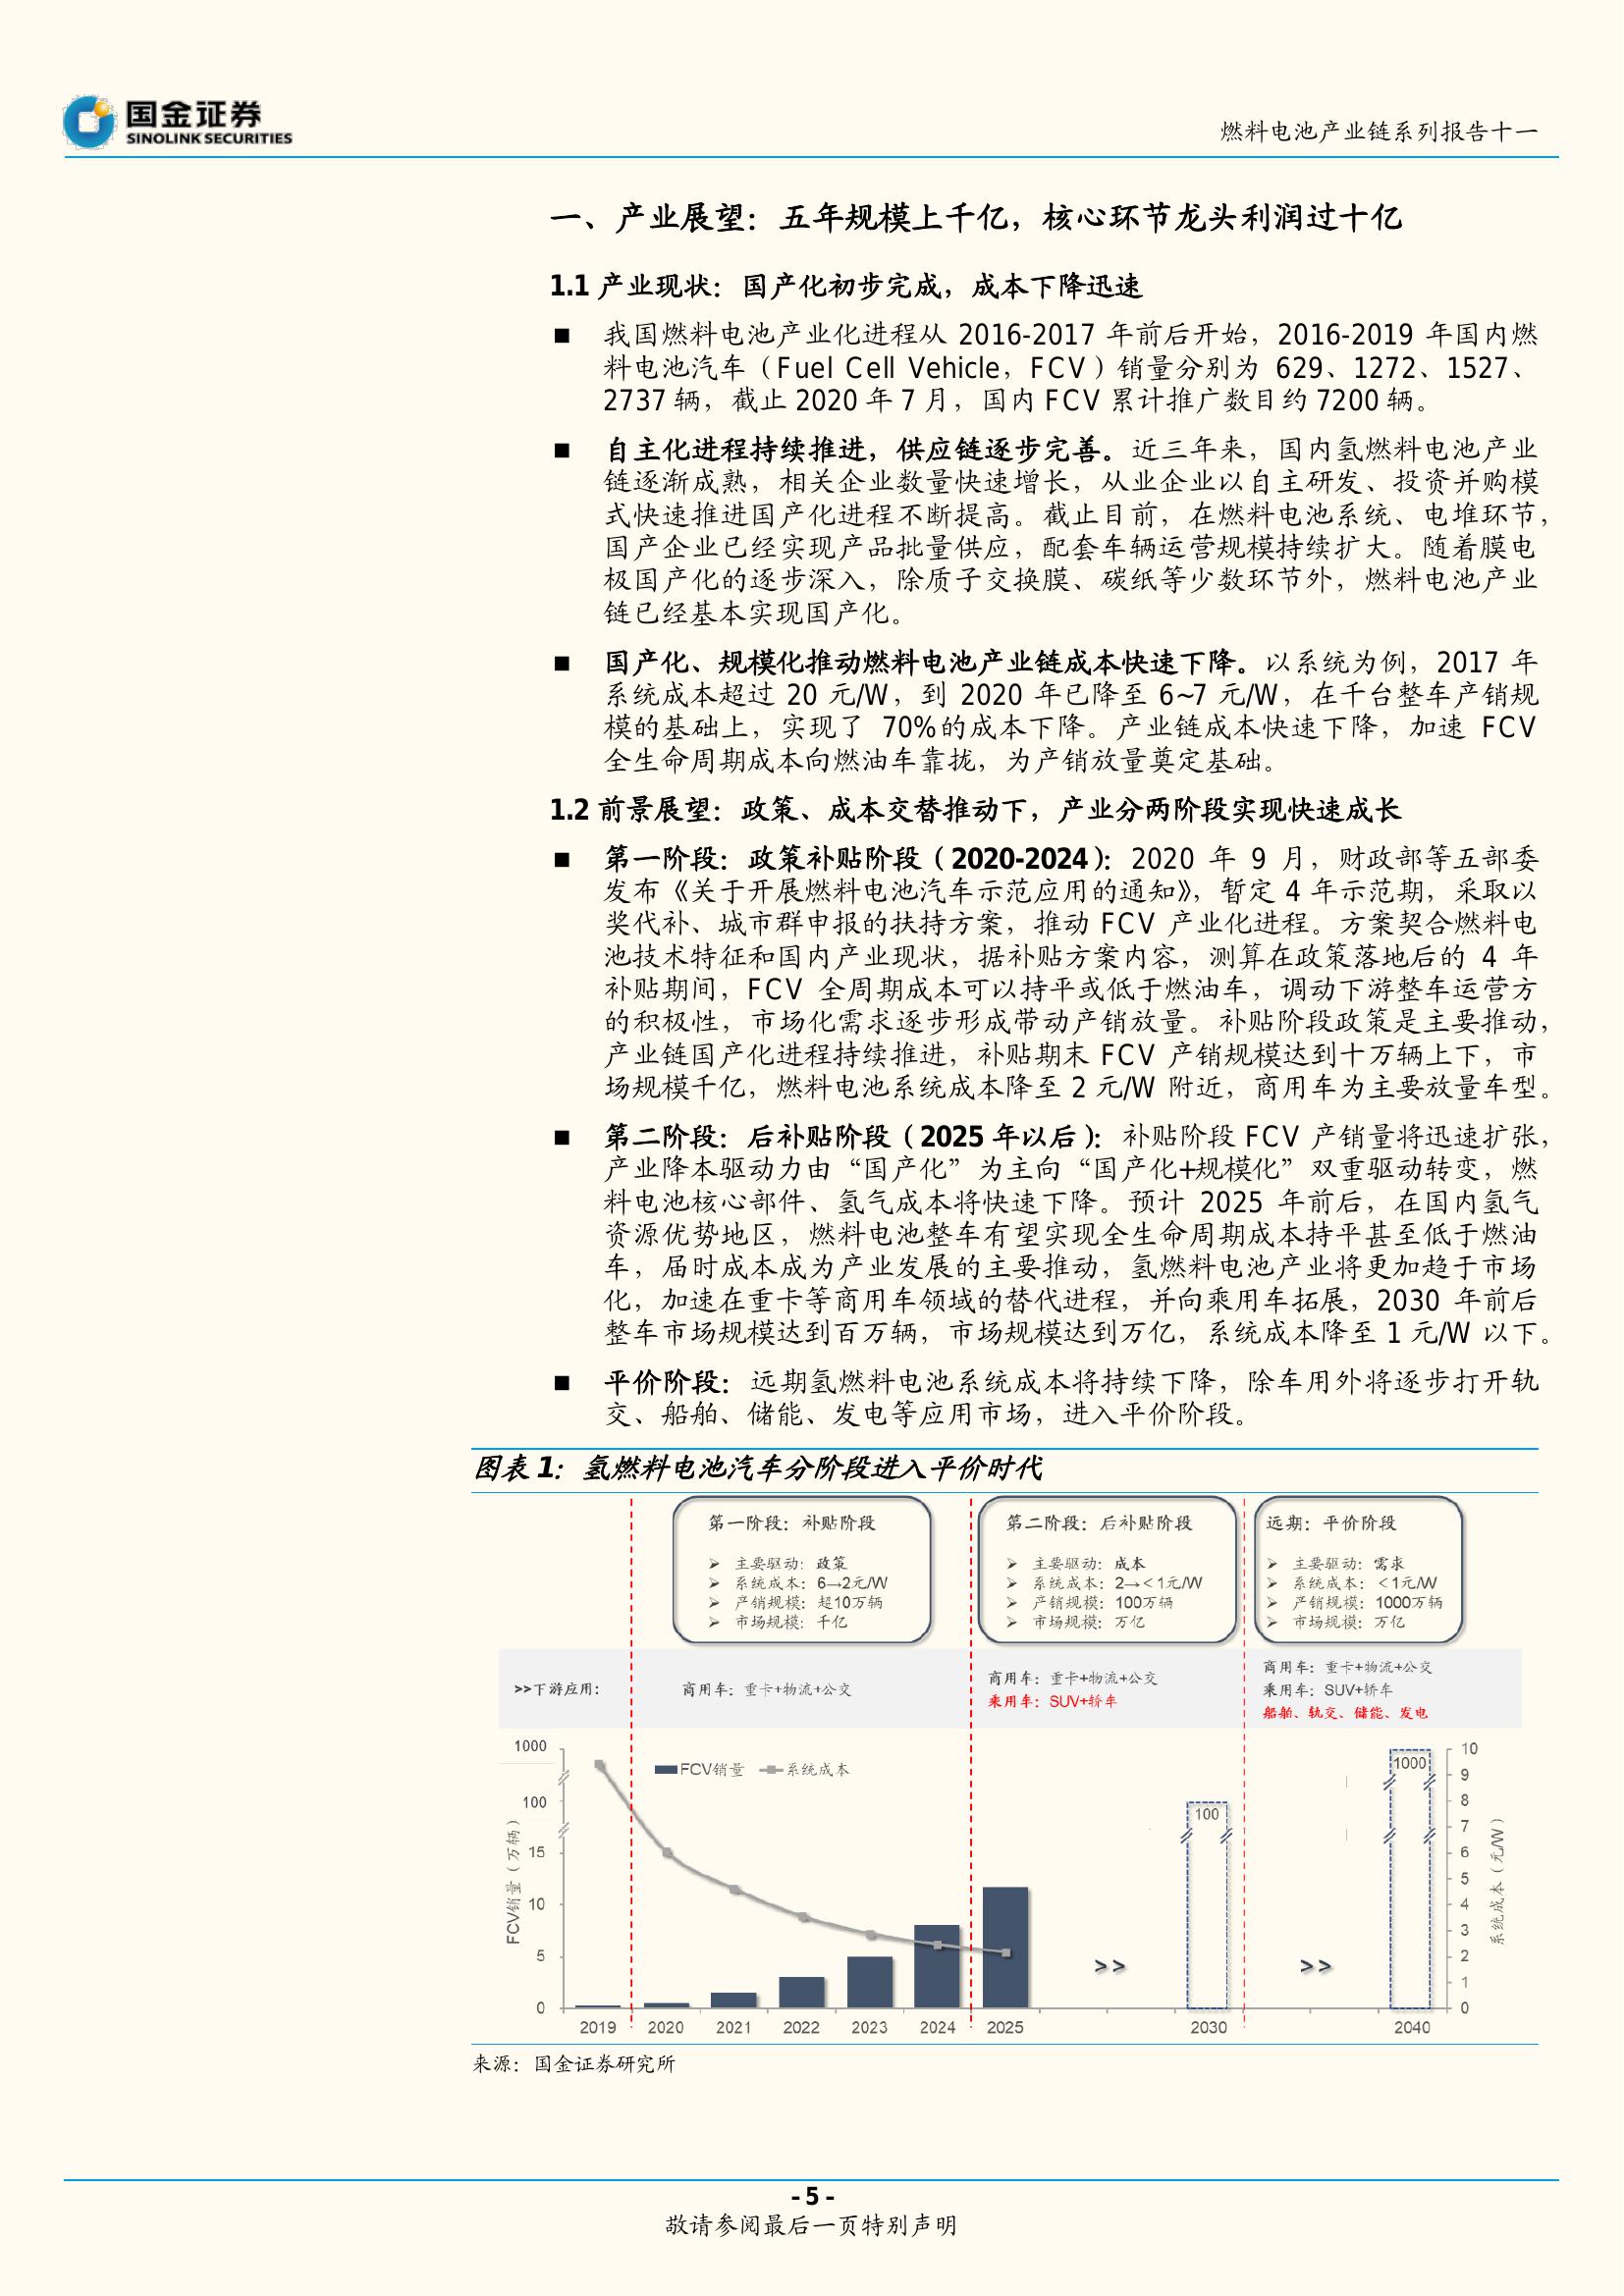 国金证券
SINOLINK SECURITIES
燃料电池产业链系列报告十一
一、产业展望：五年规模上千亿，核心环节龙头利润过十亿
1.1 产业现状：国产化初步完成，成本下降迅速
■ 我国燃料电池产业化进程从 2016-2017 年前后开始，2016-2019 年国内燃
料电池汽车（Fuel Cell Vehicle，FCV）销量分别为 629、1272、1527、
2737 辆，截止 2020 年 7 月，国内 FCV 累计推广数目约 7200 辆。
■ 自主化进程持续推进，供应链逐步完善。近三年来，国内氢燃料电池产业
链逐渐成熟，相关企业数量快速增长，从业企业以自主研发、投资并购模
式快速推进国产化进程不断提高。截止目前，在燃料电池系统、电堆环节，
国产企业已经实现产品批量供应，配套车辆运营规模持续扩大。随着膜电
极国产化的逐步深入，除质子交换膜、碳纸等少数环节外，燃料电池产业
链已经基本实现国产化。
■ 国产化、规模化推动燃料电池产业链成本快速下降。以系统为例，2017 年
系统成本超过 20 元/W，到 2020 年已降至 6~7 元/W，在千台整车产销规
模的基础上，实现了 70%的成本下降。产业链成本快速下降，加速 FCV
全生命周期成本向燃油车靠拢，为产销放量奠定基础。
1.2 前景展望：政策、成本交替推动下，产业分两阶段实现快速成长
■ 第一阶段：政策补贴阶段（2020-2024）：2020 年 9 月，财政部等五部委
发布《关于开展燃料电池汽车示范应用的通知》，暂定 4 年示范期，采取以
奖代补、城市群申报的扶持方案，推动 FCV 产业化进程。方案契合燃料电
池技术特征和国内产业现状，据补贴方案内容，测算在政策落地后的 4 年
补贴期间，FCV 全周期成本可以持平或低于燃油车，调动下游整车运营方
的积极性，市场化需求逐步形成带动产销放量。补贴阶段政策是主要推动，
产业链国产化进程持续推进，补贴期末 FCV 产销规模达到十万辆上下，市
场规模千亿，燃料电池系统成本降至 2 元/W 附近，商用车为主要放量车型。
■ 第二阶段：后补贴阶段（2025 年以后）：补贴阶段 FCV 产销量将迅速扩张，
产业降本驱动力由“国产化”为主向“国产化+规模化”双重驱动转变，燃
料电池核心部件、氢气成本将快速下降。预计 2025 年前后，在国内氢气
资源优势地区，燃料电池整车有望实现全生命周期成本持平甚至低于燃油
车，届时成本成为产业发展的主要推动，氢燃料电池产业将更加趋于市场
化，加速在重卡等商用车领域的替代进程，并向乘用车拓展，2030 年前后
整车市场规模达到百万辆，市场规模达到万亿，系统成本降至 1 元/W 以下。
■ 平价阶段：远期氢燃料电池系统成本将持续下降，除车用外将逐步打开轨
交、船舶、储能、发电等应用市场，进入平价阶段。
图表 1：氢燃料电池汽车分阶段进入平价时代
第一阶段：补贴阶段
➢ 主要驱动：政策
➢ 系统成本：6→2元/W
➢ 产销规模：超10万辆
➢ 市场规模：千亿
第二阶段：后补贴阶段
➢ 主要驱动：成本
➢ 系统成本：2→＜1元/W
➢ 产销规模：100万辆
➢ 市场规模：万亿
远期：平价阶段
➢ 主要驱动：需求
➢ 系统成本：＜1元/W
➢ 产销规模：1000万辆
➢ 市场规模：万亿
>>下游应用：
商用车：重卡+物流+公交
商用车：重卡+物流+公交
乘用车：SUV+轿车
商用车：重卡+物流+公交
乘用车：SUV+轿车
船舶、轨交、储能、发电
FCV销量 系统成本
FCV销量（万辆）
1000
100
15
10
5
0
100
1000
>>
>>
10
9
8
7
6
5
4
3
2
1
0
系统成本（元/W）
2019 2020 2021 2022 2023 2024 2025 2030 2040
来源：国金证券研究所
- 5 -
敬请参阅最后一页特别声明